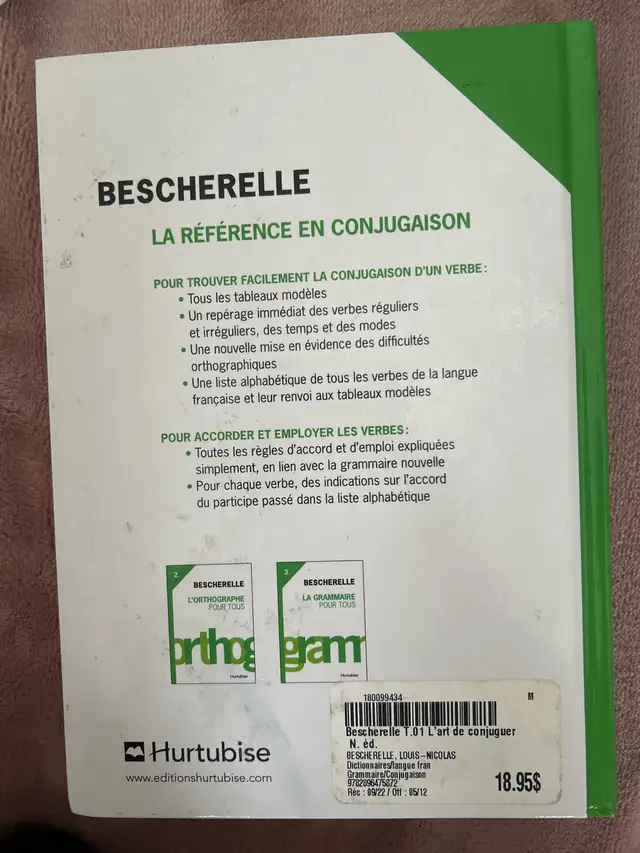 BESCHERELLE
LA RÉFÉRENCE EN CONJUGAISON
POUR TROUVER FACILEMENT LA CONJUGAISON D'UN VERBE :
• Tous les tableaux modèles
• Un repérage immédiat des verbes réguliers
et irréguliers, des temps et des modes
• Une nouvelle mise en évidence des difficultés
orthographiques
• Une liste alphabétique de tous les verbes de la langue
française et leur renvoi aux tableaux modèles
POUR ACCORDER ET EMPLOYER LES VERBES :
• Toutes les règles d'accord et d'emploi expliquées
simplement, en lien avec la grammaire nouvelle
• Pour chaque verbe, des indications sur l'accord
du participe passé dans la liste alphabétique
2.
BESCHERELLE
L'ORTHOGRAPHE
POUR TOUS
orthog
Hurtubise
3.
BESCHERELLE
LA GRAMMAIRE
POUR TOUS
gramm
Hurtubise
Hurtubise
www.editionshurtubise.com
180099434 M
Bescherelle T.01 L'art de conjuguer
N. éd.
BESCHERELLE, LOUIS-NICOLAS
Dictionnaires/langue fran
Grammaire/Conjugaison
9782896475872
Réc : 09/22 / Off : 05/12
18.95$